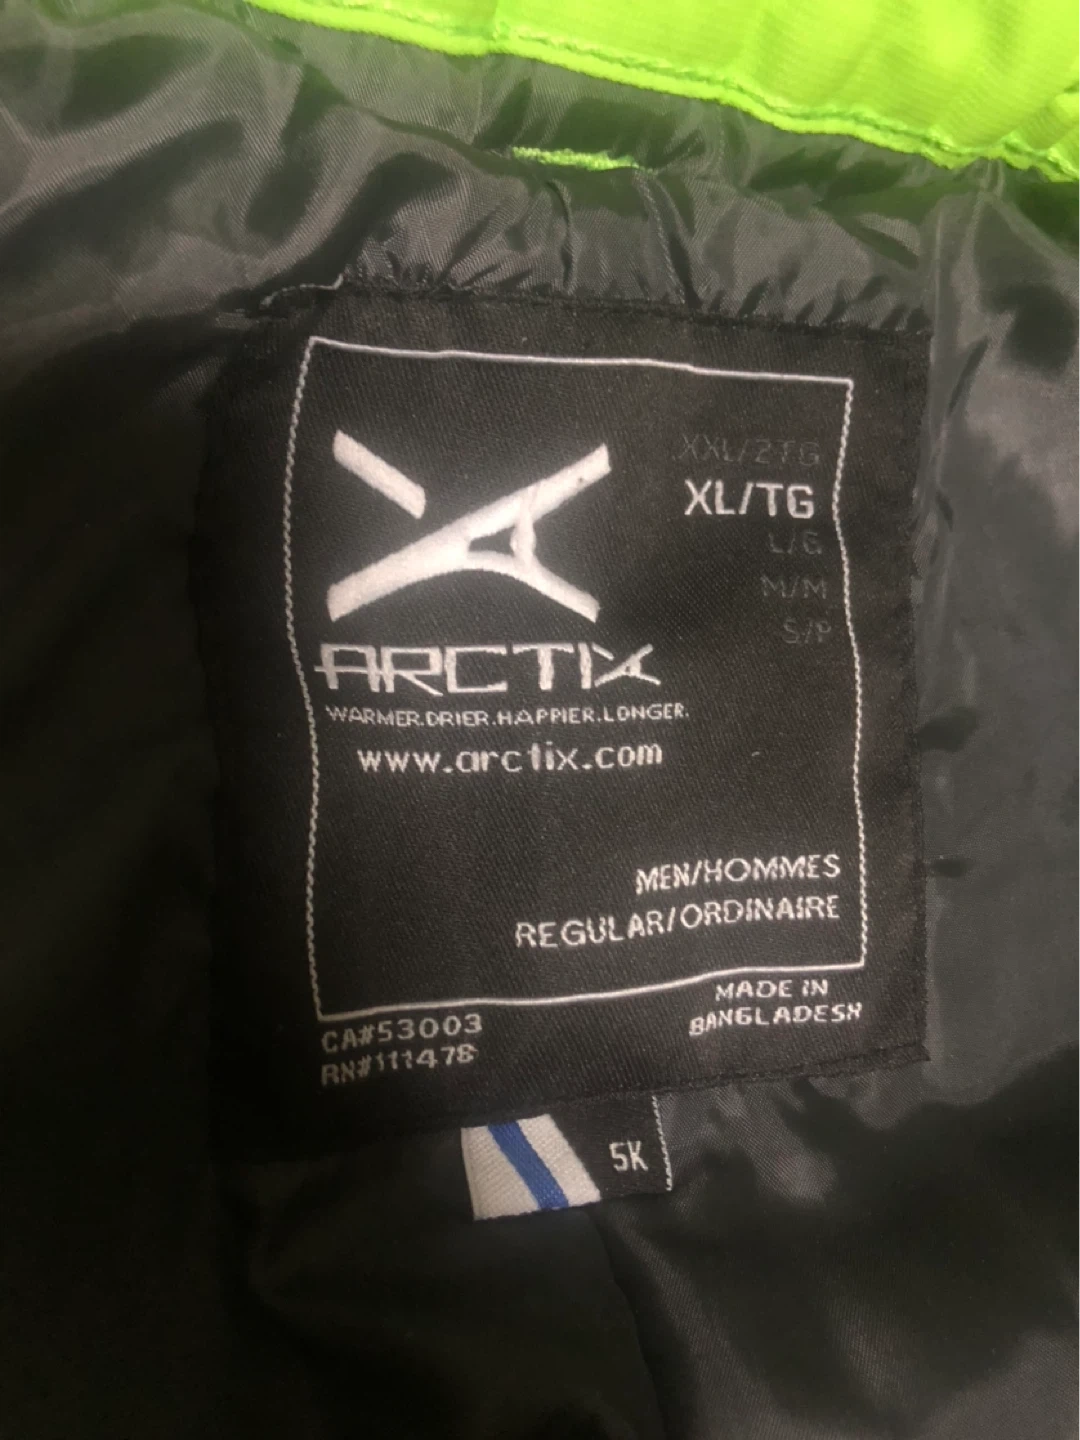 XXL/2TG
XL/TG
L/G
M/M
S/P
ARCTIX
WARMER.DRIER.HAPPIER.LONGER.
www.arctix.com
MEN/HOMMES
REGULAR/ORDINAIRE
MADE IN
BANGLADESH
CA#53003
RN#111478
5K